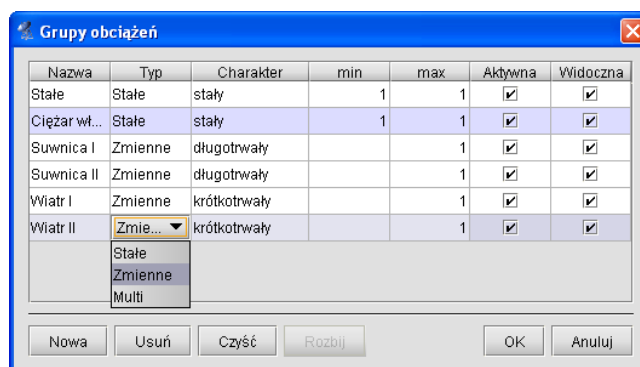 Grupy obciążeń
Nazwa Typ Charakter min max Aktywna Widoczna
Stałe Stałe stały 1 1
Ciężar wł... Stałe stały 1 1
Suwnica I Zmienne długotrwały 1
Suwnica II Zmienne długotrwały 1
Wiatr I Zmienne krótkotrwały 1
Wiatr II Zmie... krótkotrwały 1
Stałe
Zmienne
Multi
Nowa Usuń Czyść Rozbij OK Anuluj